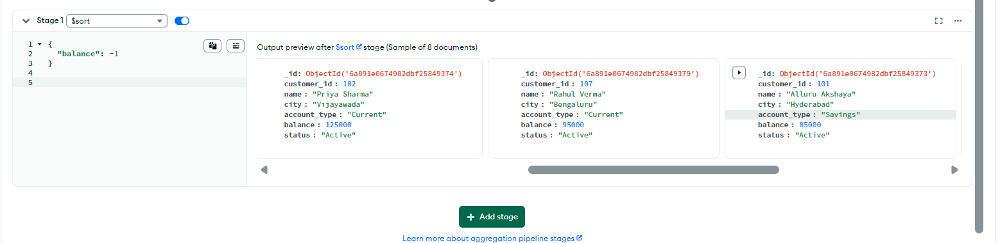 Stage 1 $sort
1 {
2 "balance": -1
3 }
4
5
Output preview after $sort stage (Sample of 8 documents)
_id: ObjectId('6a891e0674982dbf25849374')
customer_id : 102
name : "Priya Sharma"
city : "Vijayawada"
account_type : "Current"
balance : 125000
status : "Active"
_id: ObjectId('6a891e0674982dbf25849379')
customer_id : 107
name : "Rahul Verma"
city : "Bengaluru"
account_type : "Current"
balance : 95000
status : "Active"
_id: ObjectId('6a891e0674982dbf25849373')
customer_id : 101
name : "Alluru Akshaya"
city : "Hyderabad"
account_type : "Savings"
balance : 85000
status : "Active"
+ Add stage
Learn more about aggregation pipeline stages